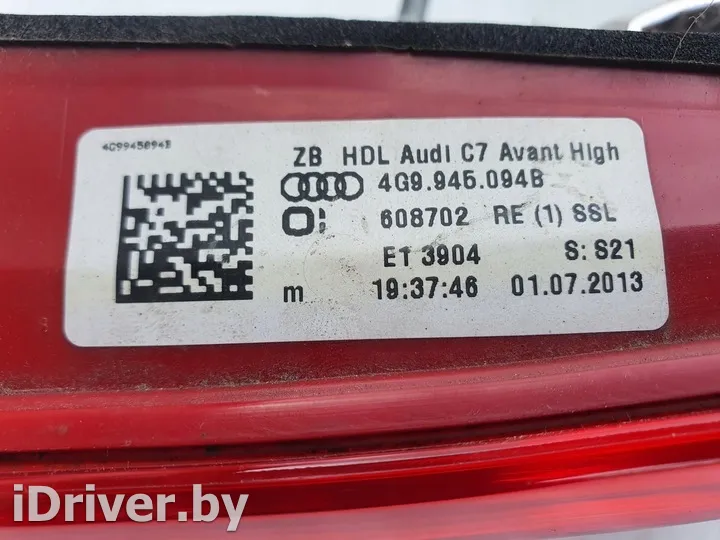 4G9945094B
ZB HDL Audi C7 Avant High
4G9.945.094B
608702 RE (1) SSL
E1 3904 S: S21
m 19:37:46 01.07.2013
iDriver.by